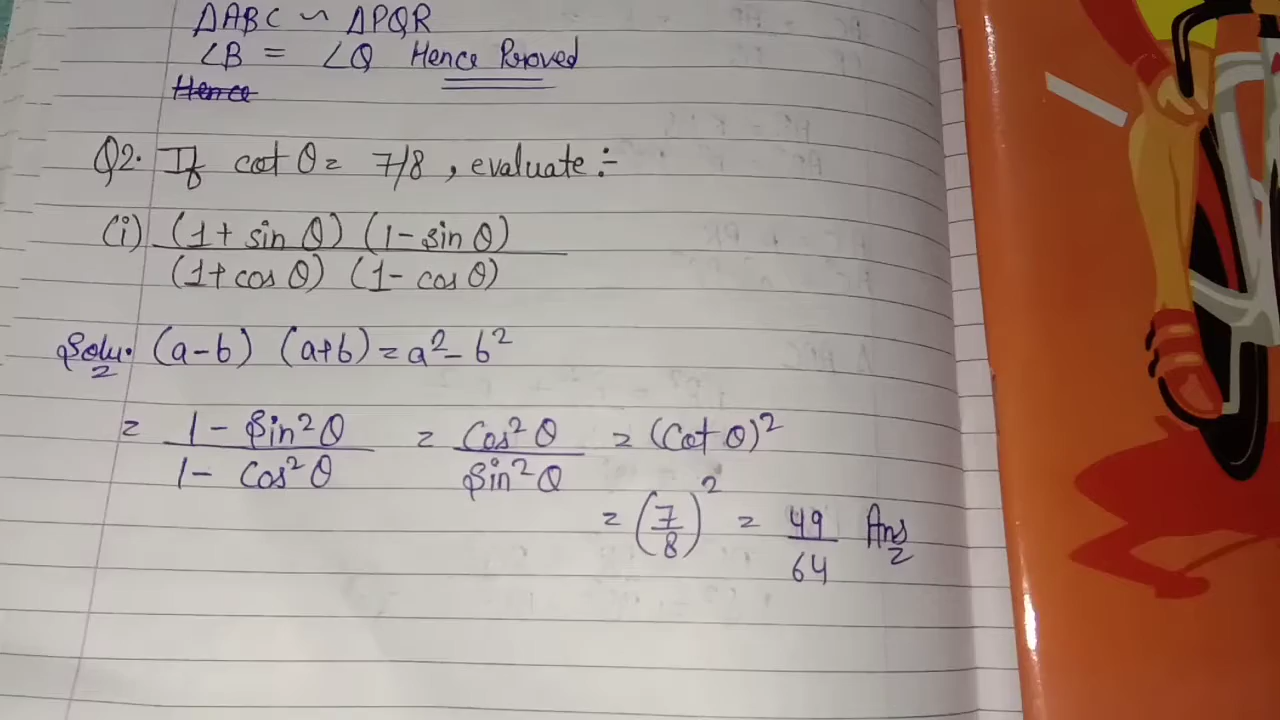 ΔABC ∽ ΔPQR
∠B = ∠Q Hence Proved
Hence
Q2. If cot θ = 7/8, evaluate :-
(i) (1 + sin θ) (1 - sin θ)
(1 + cos θ) (1 - cos θ)
Solu. (a - b) (a + b) = a² - b²
= 1 - Sin²θ / 1 - Cos²θ = Cos²θ / Sin²θ = (Cot θ)²
= (7/8)² = 49/64 Ans